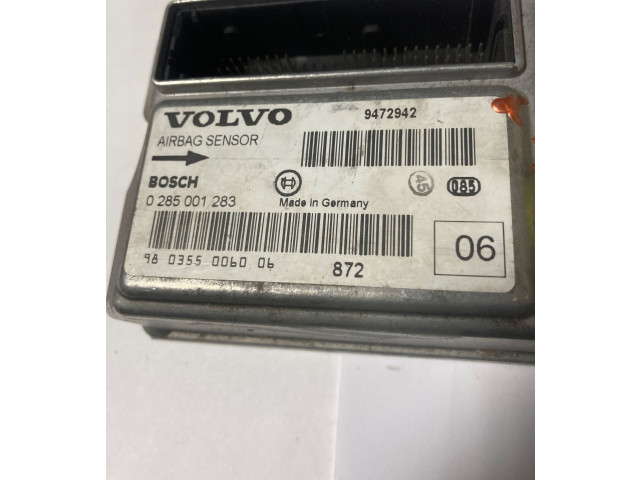 VOLVO 9472942
AIRBAG SENSOR
BOSCH 45 085
0 285 001 283 Made in Germany
06
98 0355 0060 06 872